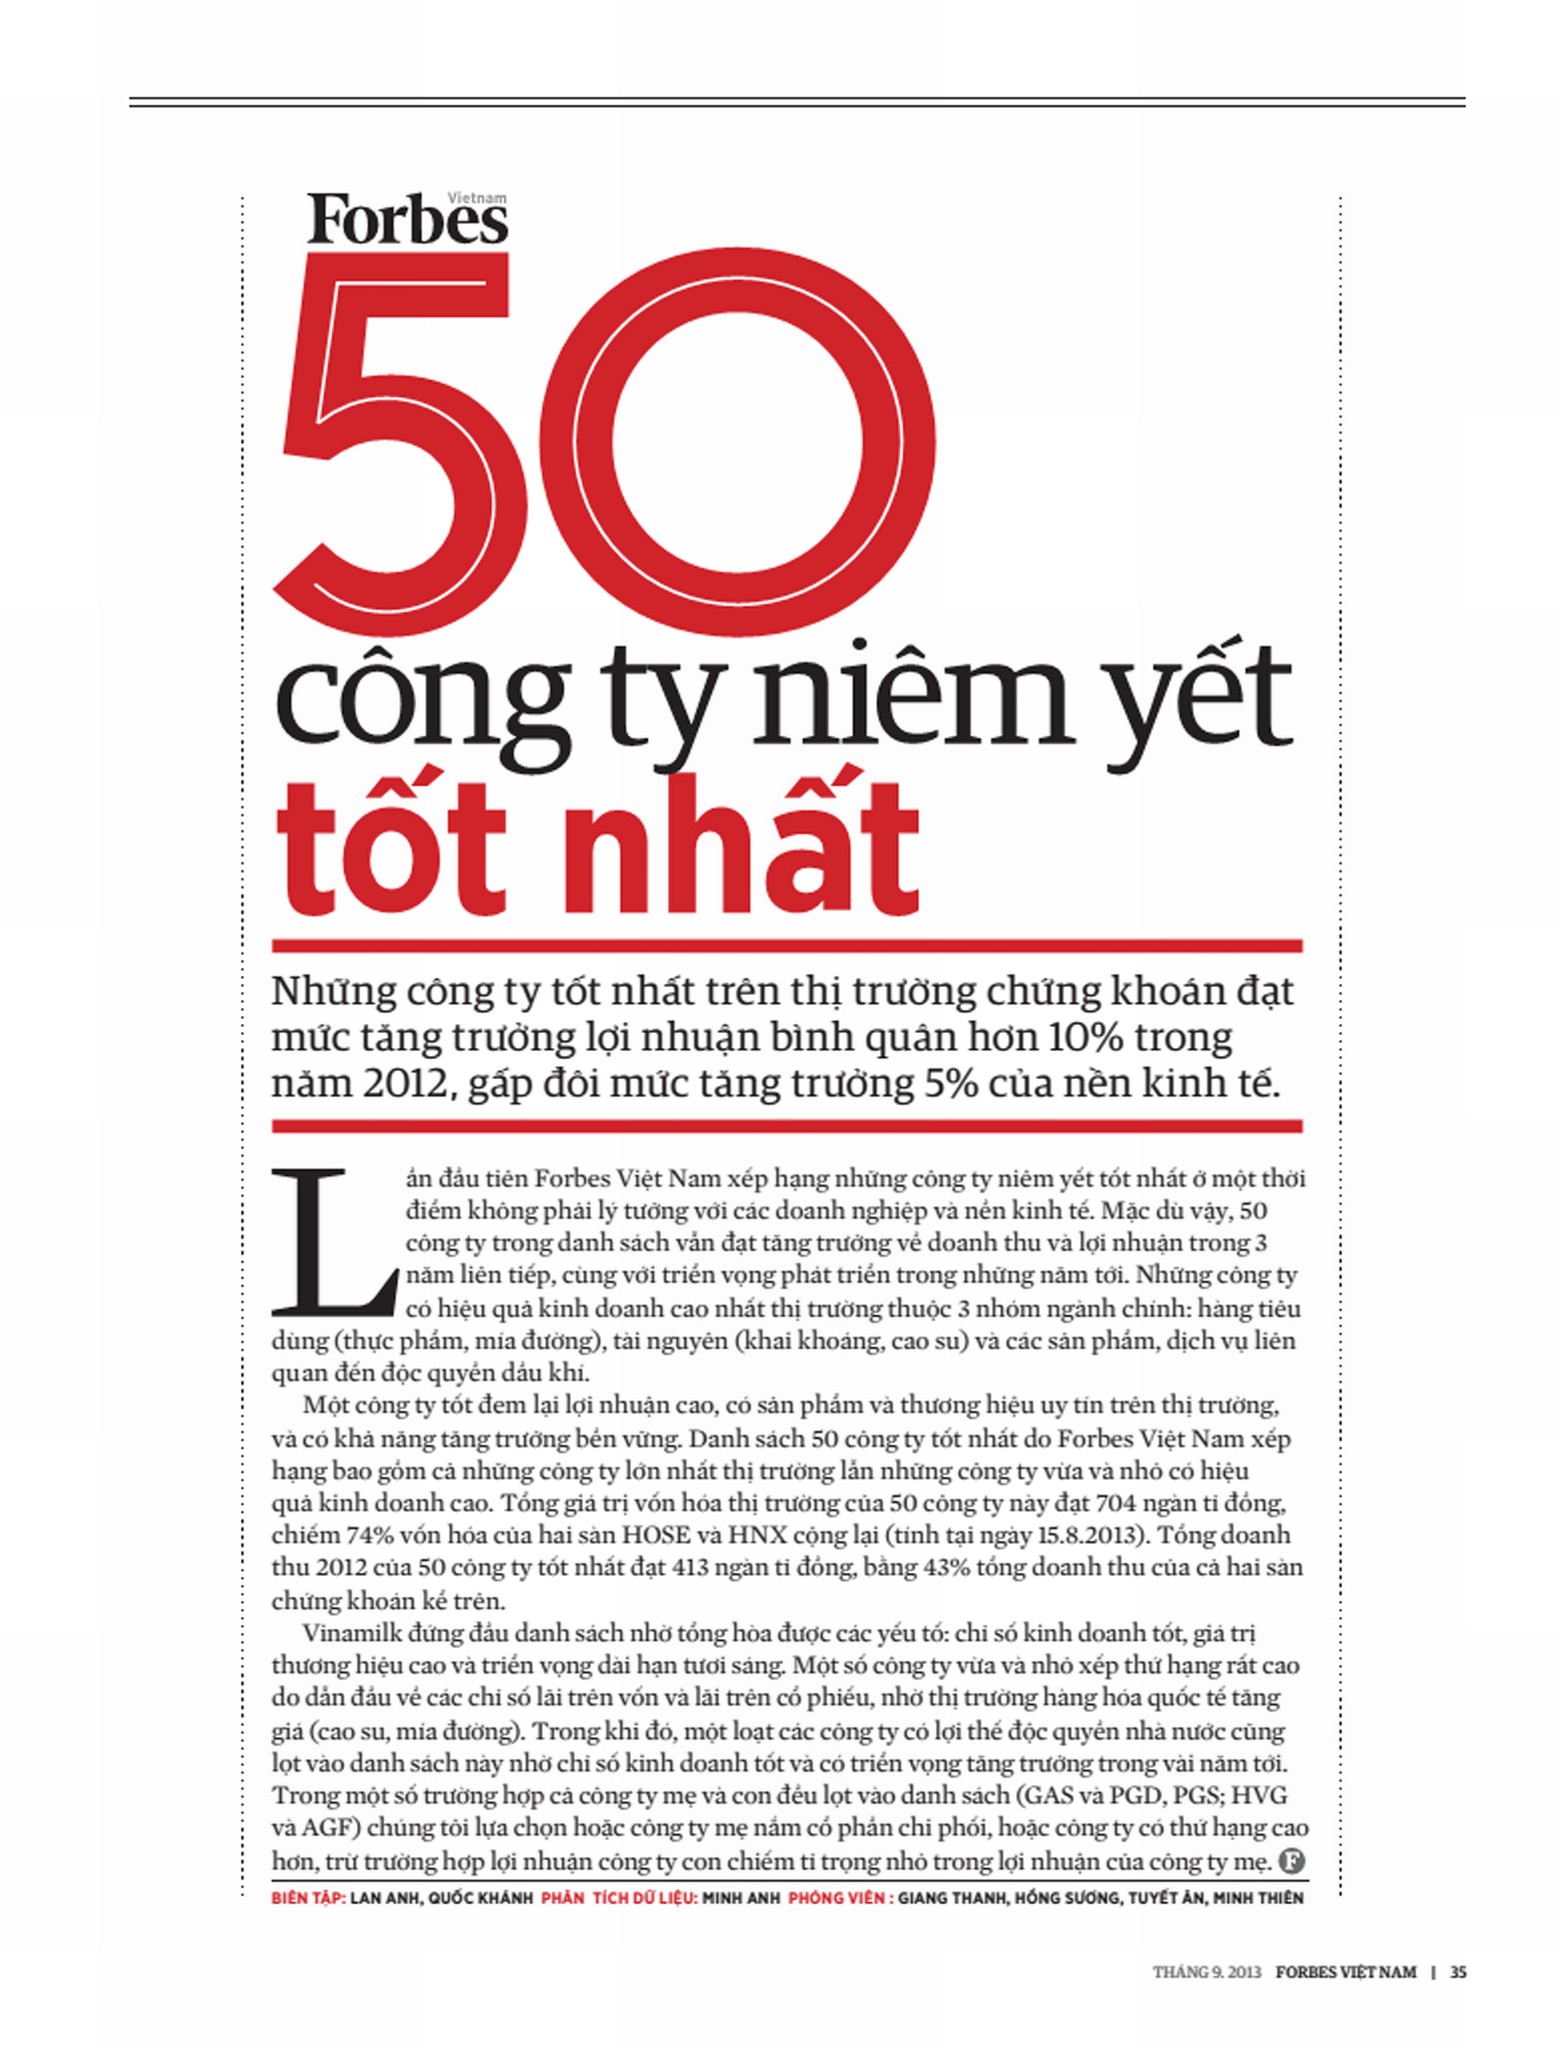 Forbes
Vietnam
50
công ty niêm yết
tốt nhất
Những công ty tốt nhất trên thị trường chứng khoán đạt
mức tăng trưởng lợi nhuận bình quân hơn 10% trong
năm 2012, gấp đôi mức tăng trưởng 5% của nền kinh tế.
Lần đầu tiên Forbes Việt Nam xếp hạng những công ty niêm yết tốt nhất ở một thời
điểm không phải lý tưởng với các doanh nghiệp và nền kinh tế. Mặc dù vậy, 50
công ty trong danh sách vẫn đạt tăng trưởng về doanh thu và lợi nhuận trong 3
năm liên tiếp, cùng với triển vọng phát triển trong những năm tới. Những công ty
có hiệu quả kinh doanh cao nhất thị trường thuộc 3 nhóm ngành chính: hàng tiêu
dùng (thực phẩm, mía đường), tài nguyên (khai khoáng, cao su) và các sản phẩm, dịch vụ liên
quan đến độc quyền dầu khí.
Một công ty tốt đem lại lợi nhuận cao, có sản phẩm và thương hiệu uy tín trên thị trường,
và có khả năng tăng trưởng bền vững. Danh sách 50 công ty tốt nhất do Forbes Việt Nam xếp
hạng bao gồm cả những công ty lớn nhất thị trường lẫn những công ty vừa và nhỏ có hiệu
quả kinh doanh cao. Tổng giá trị vốn hóa thị trường của 50 công ty này đạt 704 ngàn tỉ đồng,
chiếm 74% vốn hóa của hai sàn HOSE và HNX cộng lại (tính tại ngày 15.8.2013). Tổng doanh
thu 2012 của 50 công ty tốt nhất đạt 413 ngàn tỉ đồng, bằng 43% tổng doanh thu của cả hai sàn
chứng khoán kể trên.
Vinamilk đứng đầu danh sách nhờ tổng hòa được các yếu tố: chỉ số kinh doanh tốt, giá trị
thương hiệu cao và triển vọng dài hạn tươi sáng. Một số công ty vừa và nhỏ xếp thứ hạng rất cao
do dẫn đầu về các chỉ số lãi trên vốn và lãi trên cổ phiếu, nhờ thị trường hàng hóa quốc tế tăng
giá (cao su, mía đường). Trong khi đó, một loạt các công ty có lợi thế độc quyền nhà nước cũng
lọt vào danh sách này nhờ chỉ số kinh doanh tốt và có triển vọng tăng trưởng trong vài năm tới.
Trong một số trường hợp cả công ty mẹ và con đều lọt vào danh sách (GAS và PGD, PGS; HVG
và AGF) chúng tôi lựa chọn hoặc công ty mẹ nắm cổ phần chi phối, hoặc công ty có thứ hạng cao
hơn, trừ trường hợp lợi nhuận công ty con chiếm tỉ trọng nhỏ trong lợi nhuận của công ty mẹ. F
BIÊN TẬP: LAN ANH, QUỐC KHÁNH PHÂN TÍCH DỮ LIỆU: MINH ANH PHÓNG VIÊN : GIANG THANH, HỒNG SƯƠNG, TUYẾT ÂN, MINH THIÊN
THÁNG 9. 2013 FORBES VIỆT NAM | 35